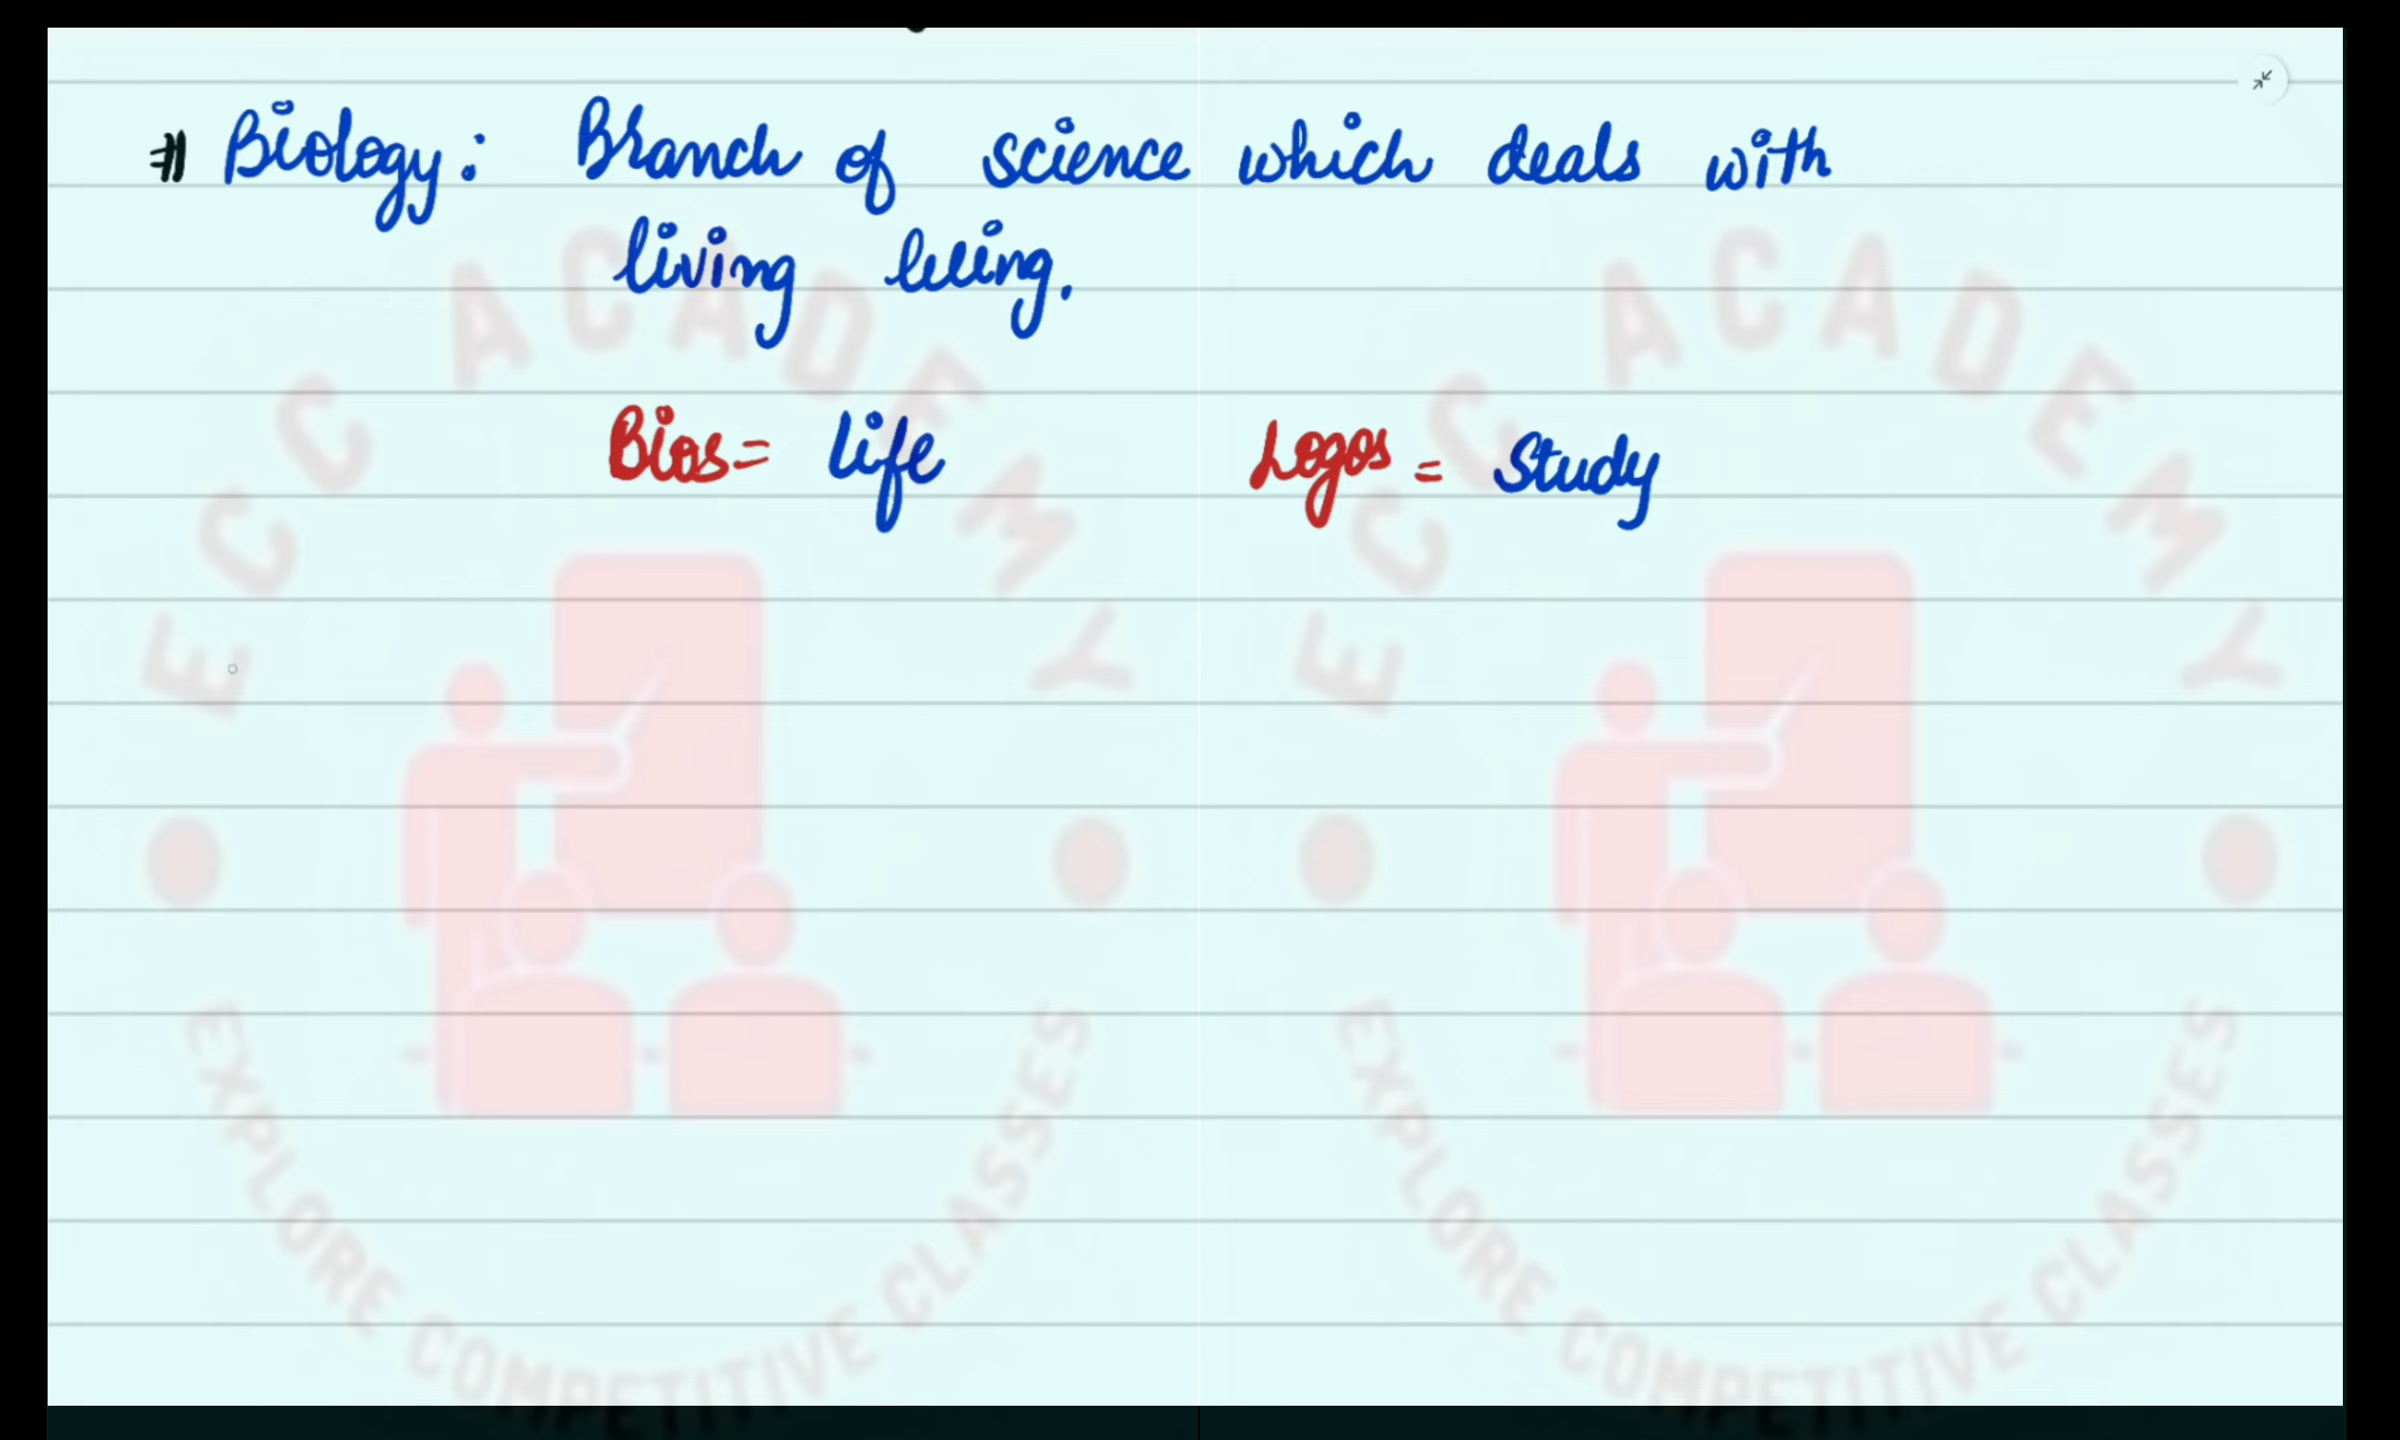 # Biology: Branch of science which deals with
living being.
Bios = life Logos = Study
ECC ACADEMY
EXPLORE COMPETITIVE CLASSES
ECC ACADEMY
EXPLORE COMPETITIVE CLASSES